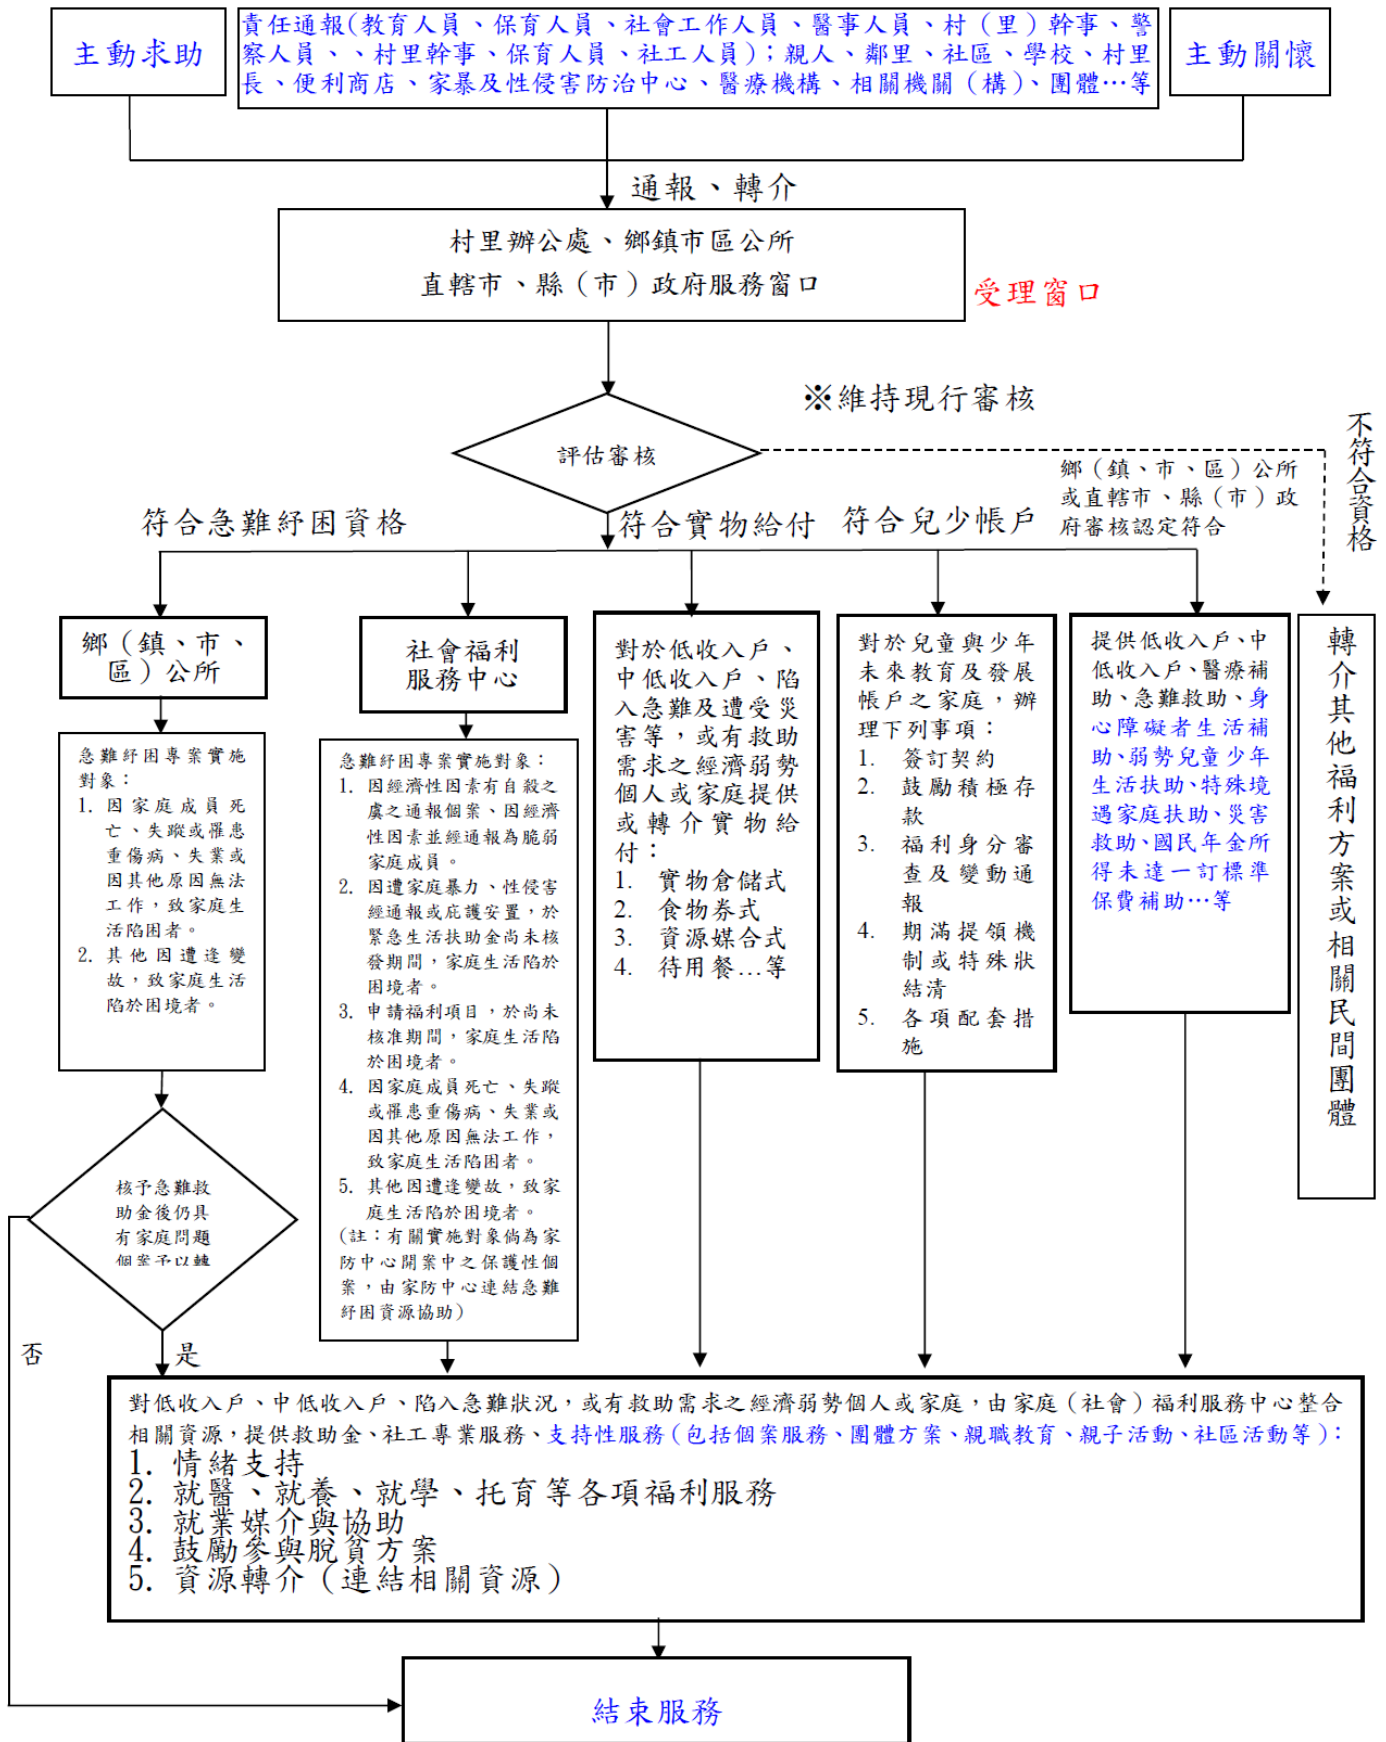 主動求助
責任通報(教育人員、保育人員、社會工作人員、醫事人員、村（里）幹事、警
察人員、、村里幹事、保育人員、社工人員)；親人、鄰里、社區、學校、村里
長、便利商店、家暴及性侵害防治中心、醫療機構、相關機關（構）、團體…等
主動關懷
通報、轉介
村里辦公處、鄉鎮市區公所
直轄市、縣（市）政府服務窗口
受理窗口
※維持現行審核
評估審核
不符合資格
鄉（鎮、市、區）公所
或直轄市、縣（市）政
府審核認定符合
符合急難紓困資格
符合實物給付
符合兒少帳戶
鄉（鎮、市、
區）公所
社會福利
服務中心
對於低收入戶、
中低收入戶、陷
入急難及遭受災
害等，或有救助
需求之經濟弱勢
個人或家庭提供
或轉介實物給
付：
1. 實物倉儲式
2. 食物券式
3. 資源媒合式
4. 待用餐…等
對於兒童與少年
未來教育及發展
帳戶之家庭，辦
理下列事項：
1. 簽訂契約
2. 鼓勵積極存
款
3. 福利身分審
查及變動通
報
4. 期滿提領機
制或特殊狀
結清
5. 各項配套措
施
提供低收入戶、中
低收入戶、醫療補
助、急難救助、身
心障礙者生活補
助、弱勢兒童少年
生活扶助、特殊境
遇家庭扶助、災害
救助、國民年金所
得未達一訂標準
保費補助…等
轉介其他福利方案或相關民間團體
急難紓困專案實施
對象：
1. 因家庭成員死
亡、失蹤或罹患
重傷病、失業或
因其他原因無法
工作，致家庭生
活陷困者。
2. 其他因遭逢變
故，致家庭生活
陷於困境者。
急難紓困專案實施對象：
1. 因經濟性因素有自殺之
虞之通報個案、因經濟
性因素並經通報為脆弱
家庭成員。
2. 因遭家庭暴力、性侵害
經通報或庇護安置，於
緊急生活扶助金尚未核
發期間，家庭生活陷於
困境者。
3. 申請福利項目，於尚未
核准期間，家庭生活陷
於困境者。
4. 因家庭成員死亡、失蹤
或罹患重傷病、失業或
因其他原因無法工作，
致家庭生活陷困者。
5. 其他因遭逢變故，致家
庭生活陷於困境者。
(註：有關實施對象倘為家
防中心開案中之保護性個
案，由家防中心連結急難
紓困資源協助)
核予急難救
助金後仍具
有家庭問題
個案予以轉
否
是
對低收入戶、中低收入戶、陷入急難狀況，或有救助需求之經濟弱勢個人或家庭，由家庭（社會）福利服務中心整合
相關資源，提供救助金、社工專業服務、支持性服務(包括個案服務、團體方案、親職教育、親子活動、社區活動等)：
1. 情緒支持
2. 就醫、就養、就學、托育等各項福利服務
3. 就業媒介與協助
4. 鼓勵參與脫貧方案
5. 資源轉介（連結相關資源）
結束服務